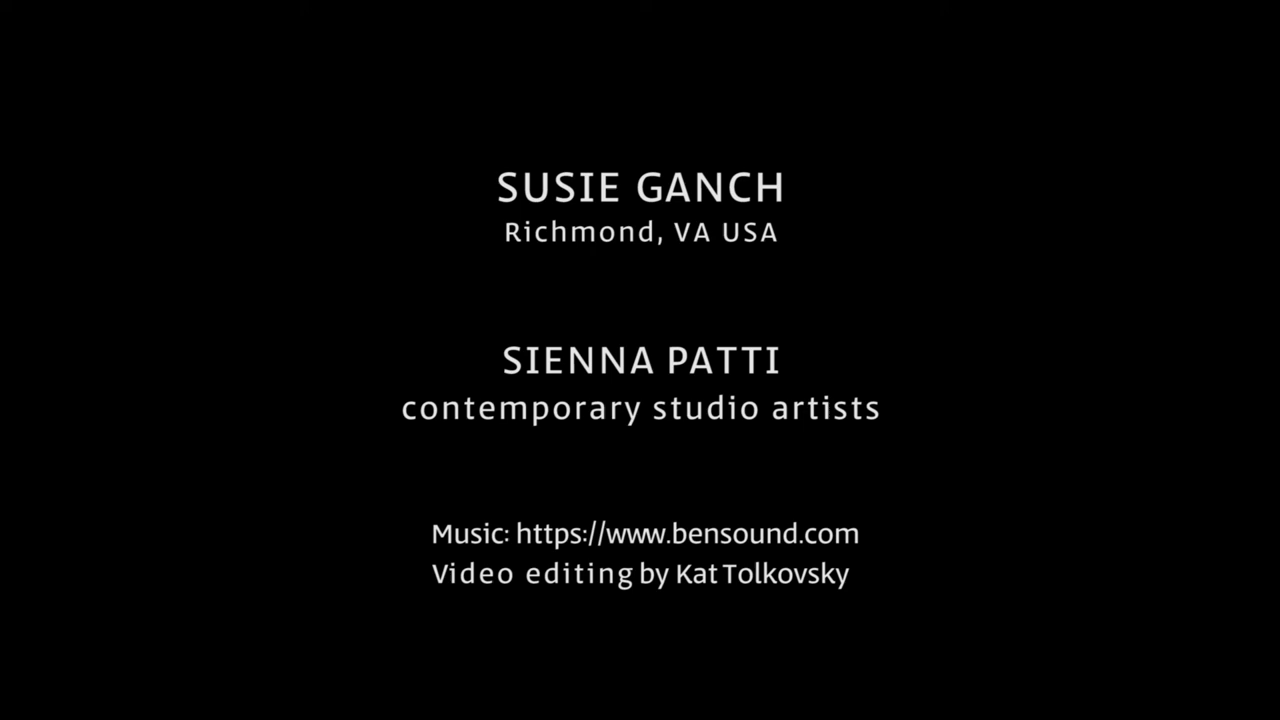 SUSIE GANCH
Richmond, VA USA
SIENNA PATTI
contemporary studio artists
Music: https://www.bensound.com
Video editing by Kat Tolkovsky